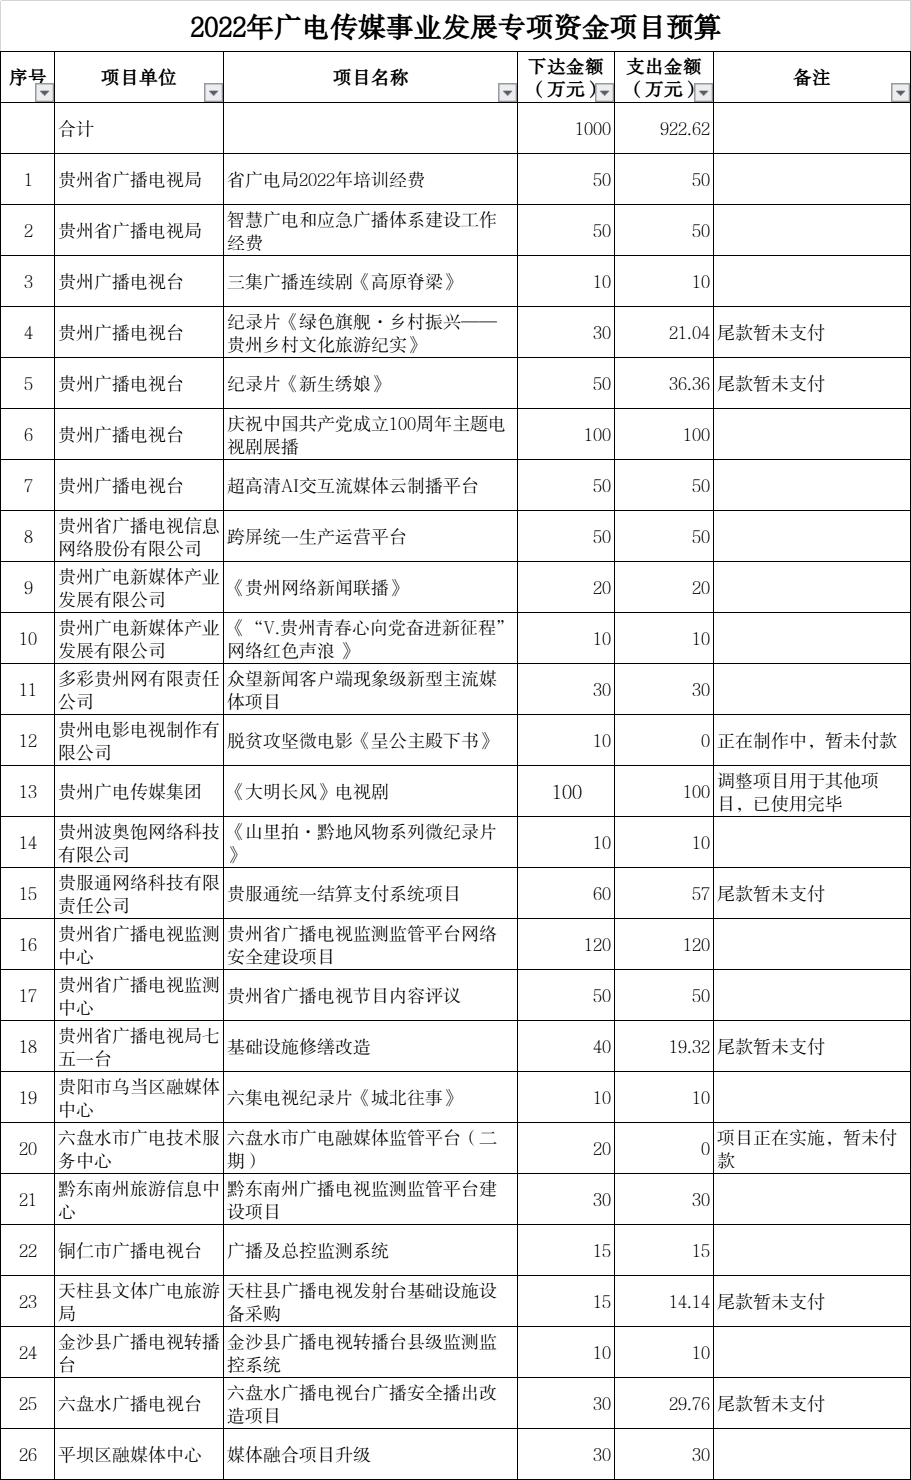 2022年广电传媒事业发展专项资金项目预算
序号 项目单位 项目名称 下达金额（万元） 支出金额（万元） 备注
合计 1000 922.62
1 贵州省广播电视局 省广电局2022年培训经费 50 50
2 贵州省广播电视局 智慧广电和应急广播体系建设工作经费 50 50
3 贵州广播电视台 三集广播连续剧《高原脊梁》 10 10
4 贵州广播电视台 纪录片《绿色旗舰·乡村振兴——贵州乡村文化旅游纪实》 30 21.04 尾款暂未支付
5 贵州广播电视台 纪录片《新生绣娘》 50 36.36 尾款暂未支付
6 贵州广播电视台 庆祝中国共产党成立100周年主题电视剧展播 100 100
7 贵州广播电视台 超高清AI交互流媒体云制播平台 50 50
8 贵州省广播电视信息网络股份有限公司 跨屏统一生产运营平台 50 50
9 贵州广电新媒体产业发展有限公司 《贵州网络新闻联播》 20 20
10 贵州广电新媒体产业发展有限公司 《“V.贵州青春心向党奋进新征程”网络红色声浪 》 10 10
11 多彩贵州网有限责任公司 众望新闻客户端现象级新型主流媒体项目 30 30
12 贵州电影电视制作有限公司 脱贫攻坚微电影《呈公主殿下书》 10 0 正在制作中，暂未付款
13 贵州广电传媒集团 《大明长风》电视剧 100 100 调整项目用于其他项目，已使用完毕
14 贵州波奥饱网络科技有限公司 《山里拍·黔地风物系列微纪录片》 10 10
15 贵服通网络科技有限责任公司 贵服通统一结算支付系统项目 60 57 尾款暂未支付
16 贵州省广播电视监测中心 贵州省广播电视监测监管平台网络安全建设项目 120 120
17 贵州省广播电视监测中心 贵州省广播电视节目内容评议 50 50
18 贵州省广播电视局七五一台 基础设施修缮改造 40 19.32 尾款暂未支付
19 贵阳市乌当区融媒体中心 六集电视纪录片《城北往事》 10 10
20 六盘水市广电技术服务中心 六盘水市广电融媒体监管平台（二期） 20 0 项目正在实施，暂未付款
21 黔东南州旅游信息中心 黔东南州广播电视监测监管平台建设项目 30 30
22 铜仁市广播电视台 广播及总控监测系统 15 15
23 天柱县文体广电旅游局 天柱县广播电视发射台基础设施设备采购 15 14.14 尾款暂未支付
24 金沙县广播电视转播台 金沙县广播电视转播台县级监测监控系统 10 10
25 六盘水广播电视台 六盘水广播电视台广播安全播出改造项目 30 29.76 尾款暂未支付
26 平坝区融媒体中心 媒体融合项目升级 30 30